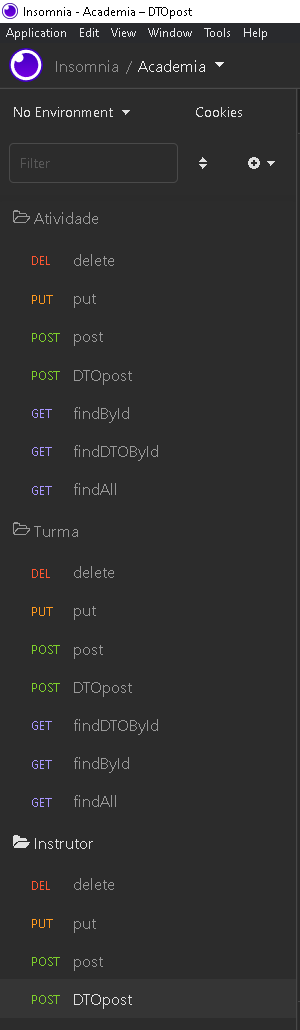 Insomnia - Academia – DTOpost
Application Edit View Window Tools Help
Insomnia / Academia
No Environment Cookies
Filter
Atividade
DEL delete
PUT put
POST post
POST DTOpost
GET findById
GET findDTOById
GET findAll
Turma
DEL delete
PUT put
POST post
POST DTOpost
GET findDTOById
GET findById
GET findAll
Instrutor
DEL delete
PUT put
POST post
POST DTOpost